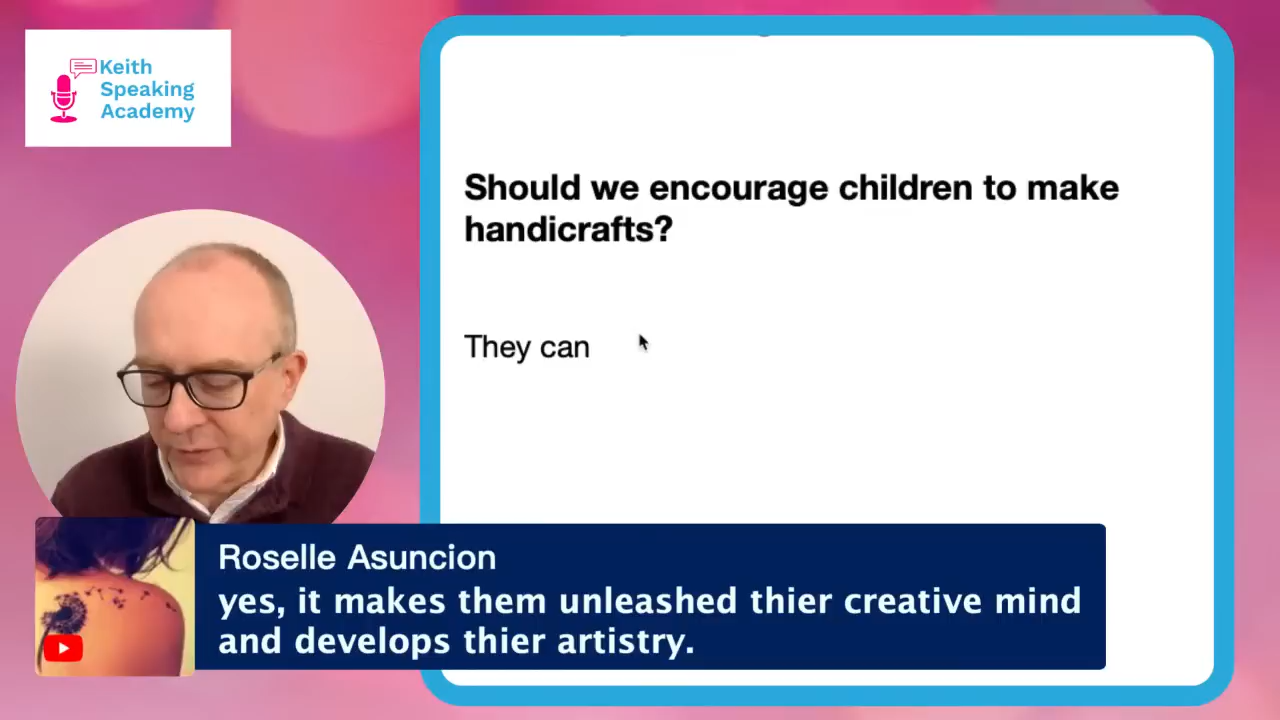 Keith
Speaking
Academy
Should we encourage children to make
handicrafts?
They can
Roselle Asuncion
yes, it makes them unleashed thier creative mind
and develops thier artistry.